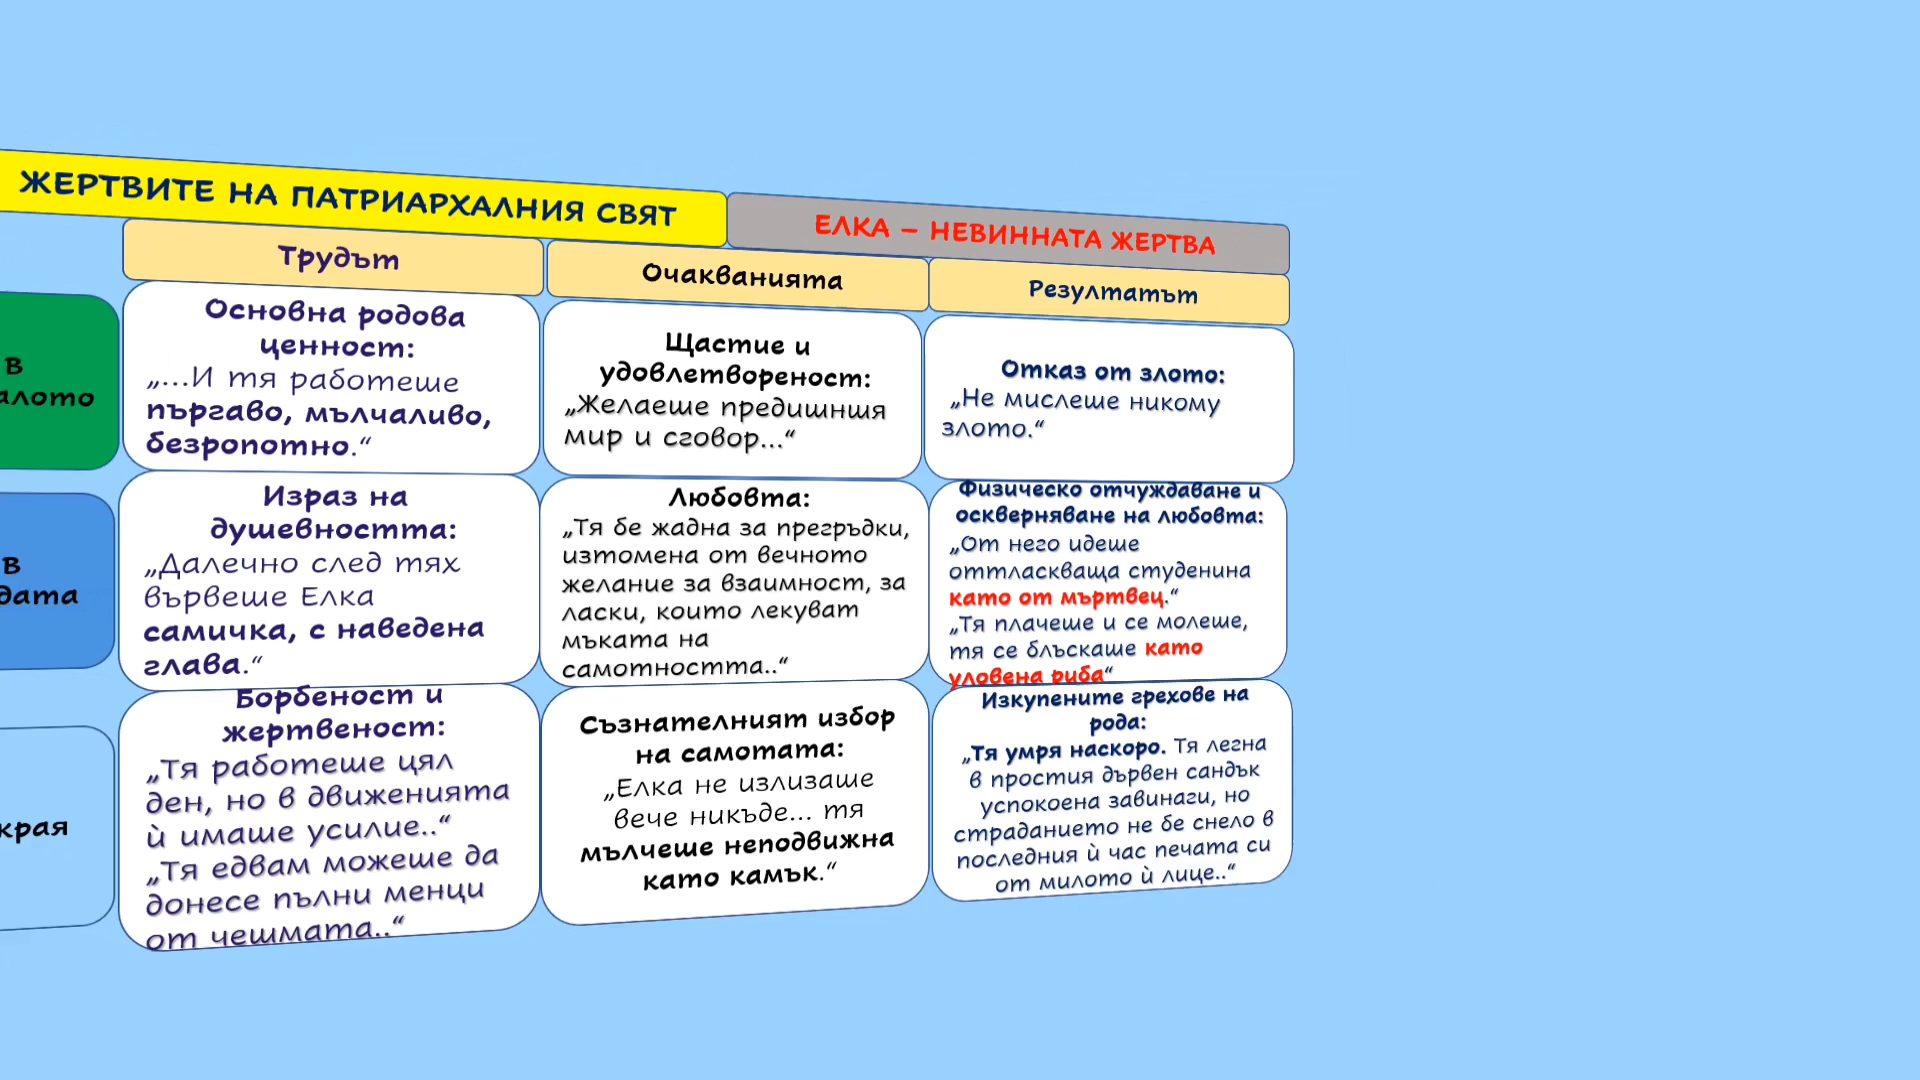 ЖЕРТВИТЕ НА ПАТРИАРХАЛНИЯ СВЯТ
ЕЛКА – НЕВИННАТА ЖЕРТВА
Трудът
Очакванията
Резултатът
в
Основна родова
ценност:
„...И тя работеше
пъргаво, мълчаливо,
безропотно.“
Щастие и
удовлетвореност:
„Желаеше предишншя
мир и сговор...“
Отказ от злото:
„Не мислеше никому
злото.“
в
Израз на
душевността:
„Далечно след тях
вървеше Елка
самичка, с наведена
глава.“
Любовта:
„Тя бе жадна за прегръдки,
изтомена от вечното
желание за взаимност, за
ласки, които лекуват
мъката на
самотността..“
Физическо отчуждаване и
оскверняване на любовта:
„От него идеше
оттласкваща студенина
като от мъртвец.“
„Тя плачеше и се молеше,
тя се блъскаше като
уловена риба“
края
Борбеност и
жертвеност:
„Тя работеше цял
ден, но в движенията
ѝ имаше усилие..“
„Тя едвам можеше да
донесе пълни менци
от чешмата..“
Съзнателният избор
на самотата:
„Елка не излизаше
вече никъде... тя
мълчеше неподвижна
като камък.“
Изкупените грехове на
рода:
„Тя умря наскоро. Тя легна
в простия дървен сандък
успокоена завинаги, но
страданието не бе снело в
последния ѝ час печата си
от милото ѝ лице..“